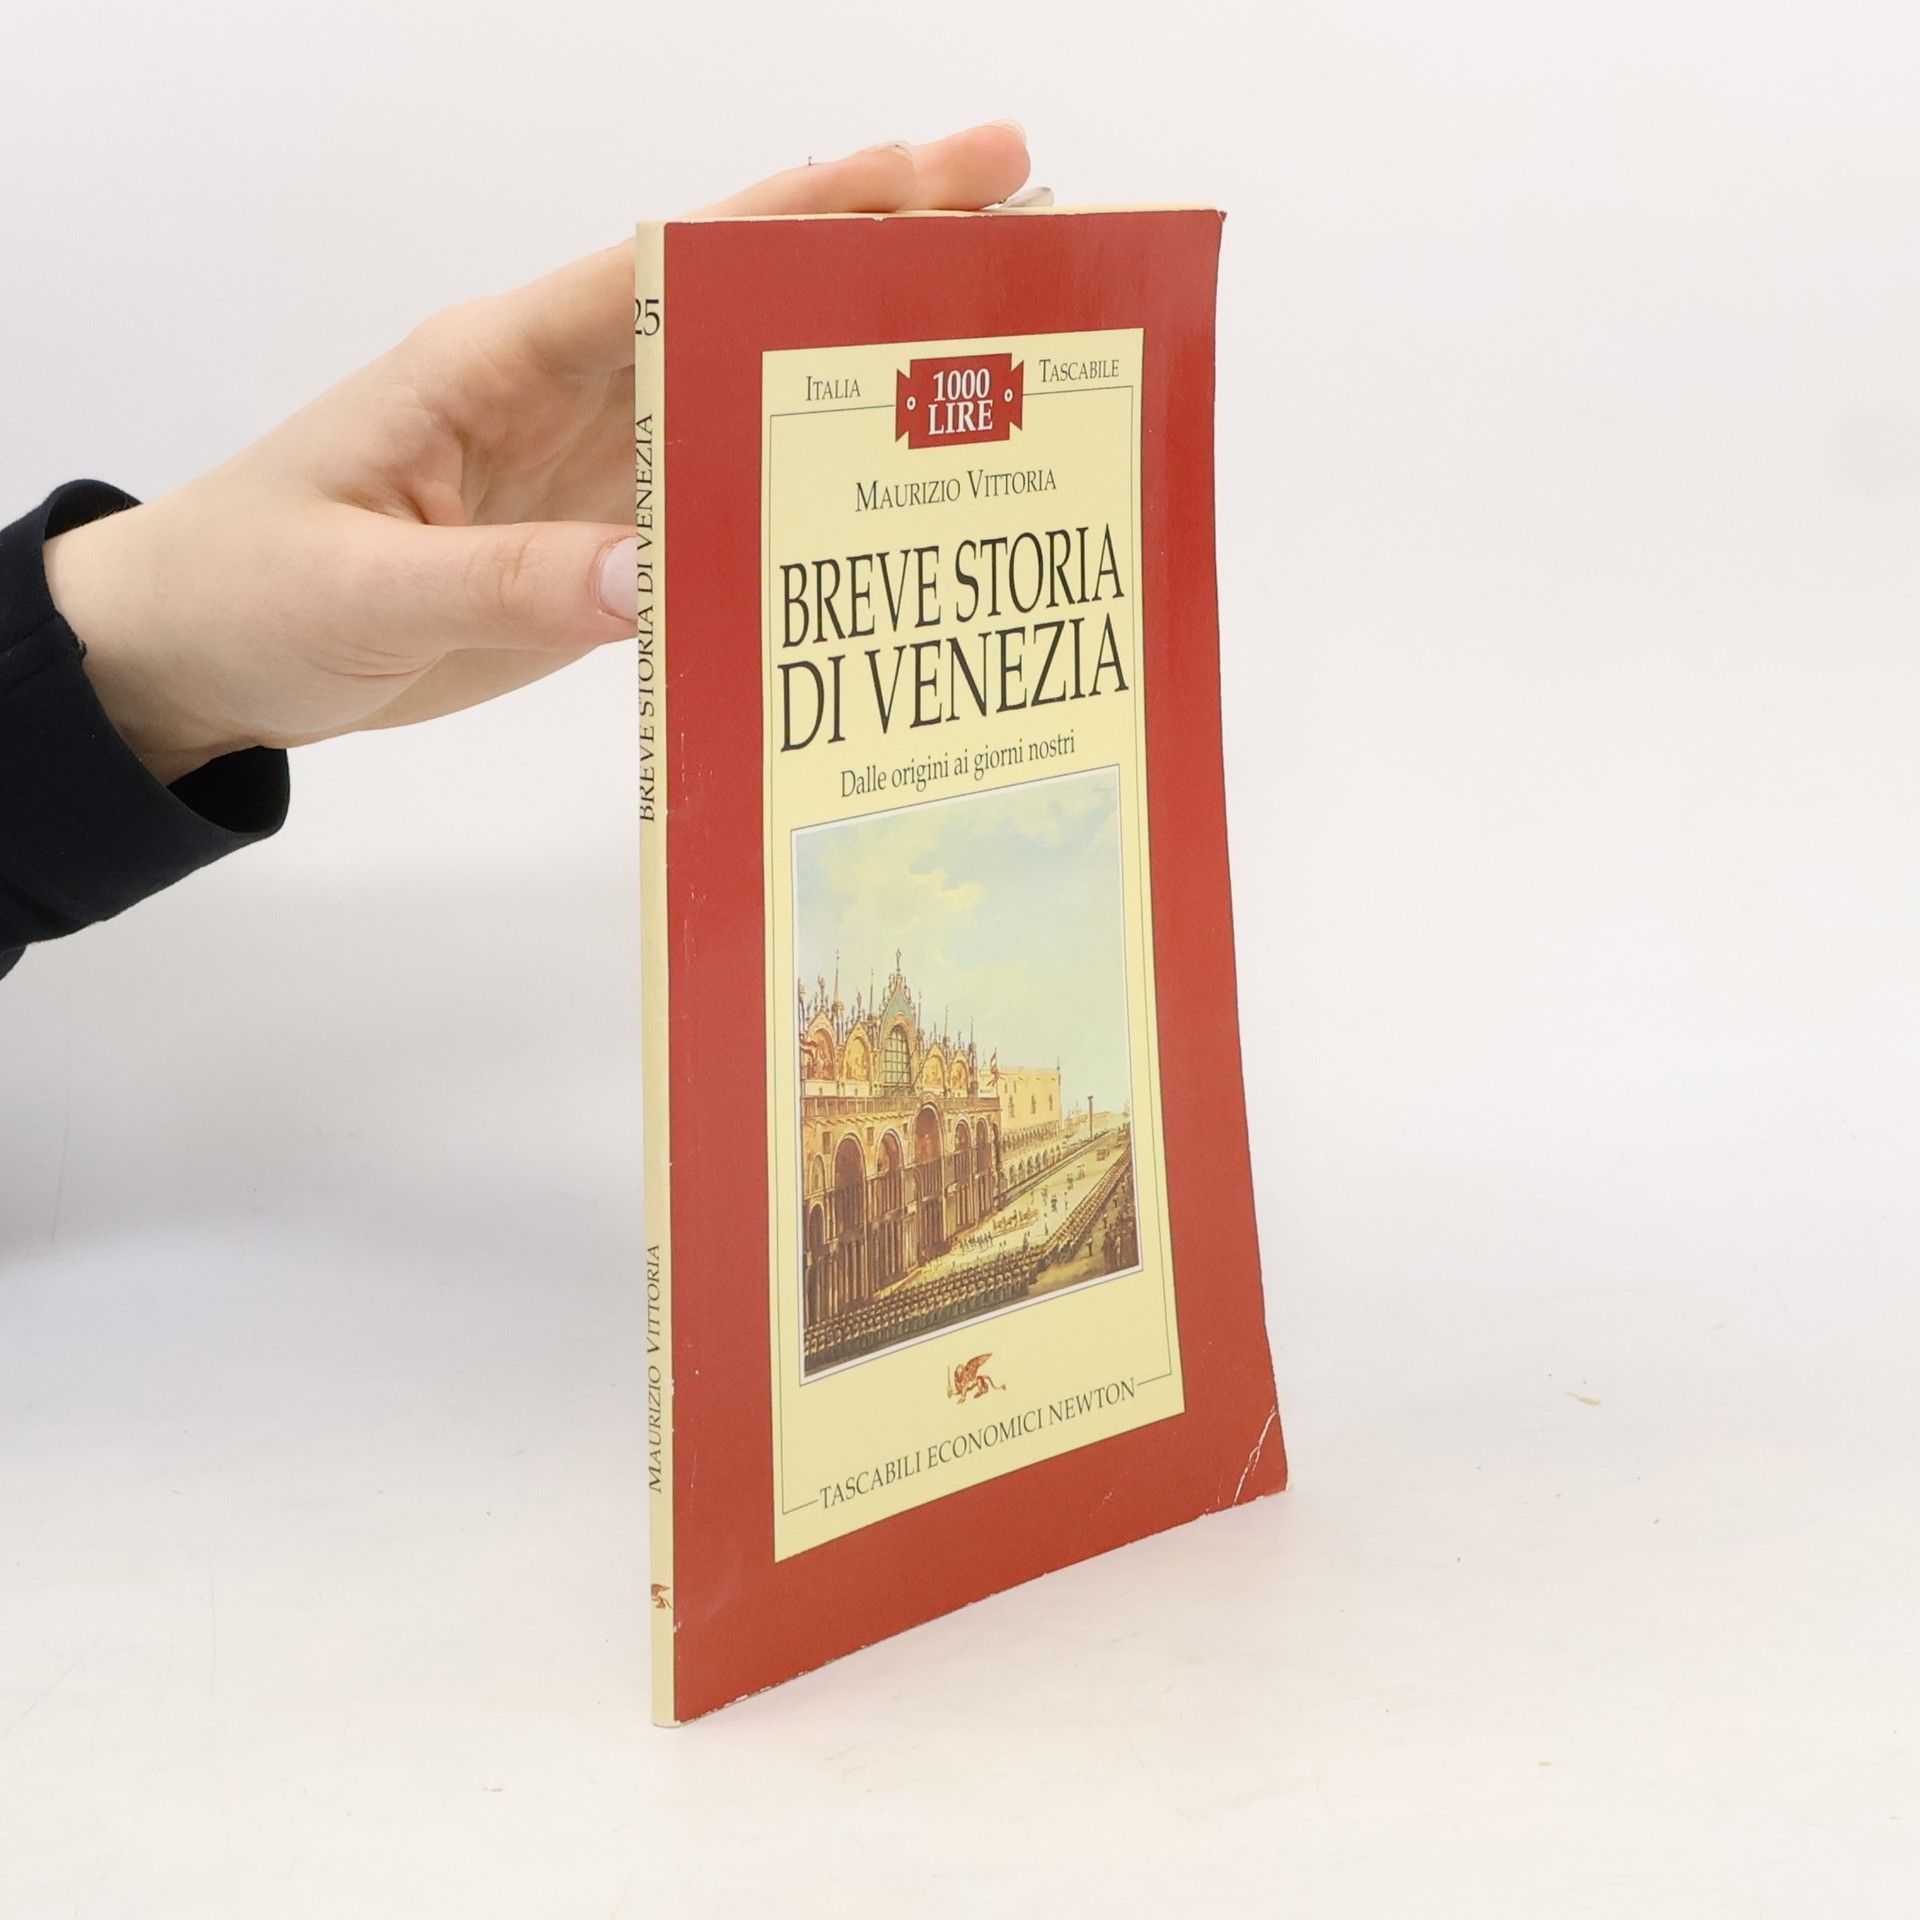 25
BREVE STORIA DI VENEZIA
MAURIZIO VITTORIA
ITALIA
1000
LIRE
TASCABILE
MAURIZIO VITTORIA
BREVE STORIA
DI VENEZIA
Dalle origini ai giorni nostri
TASCABILI ECONOMICI NEWTON